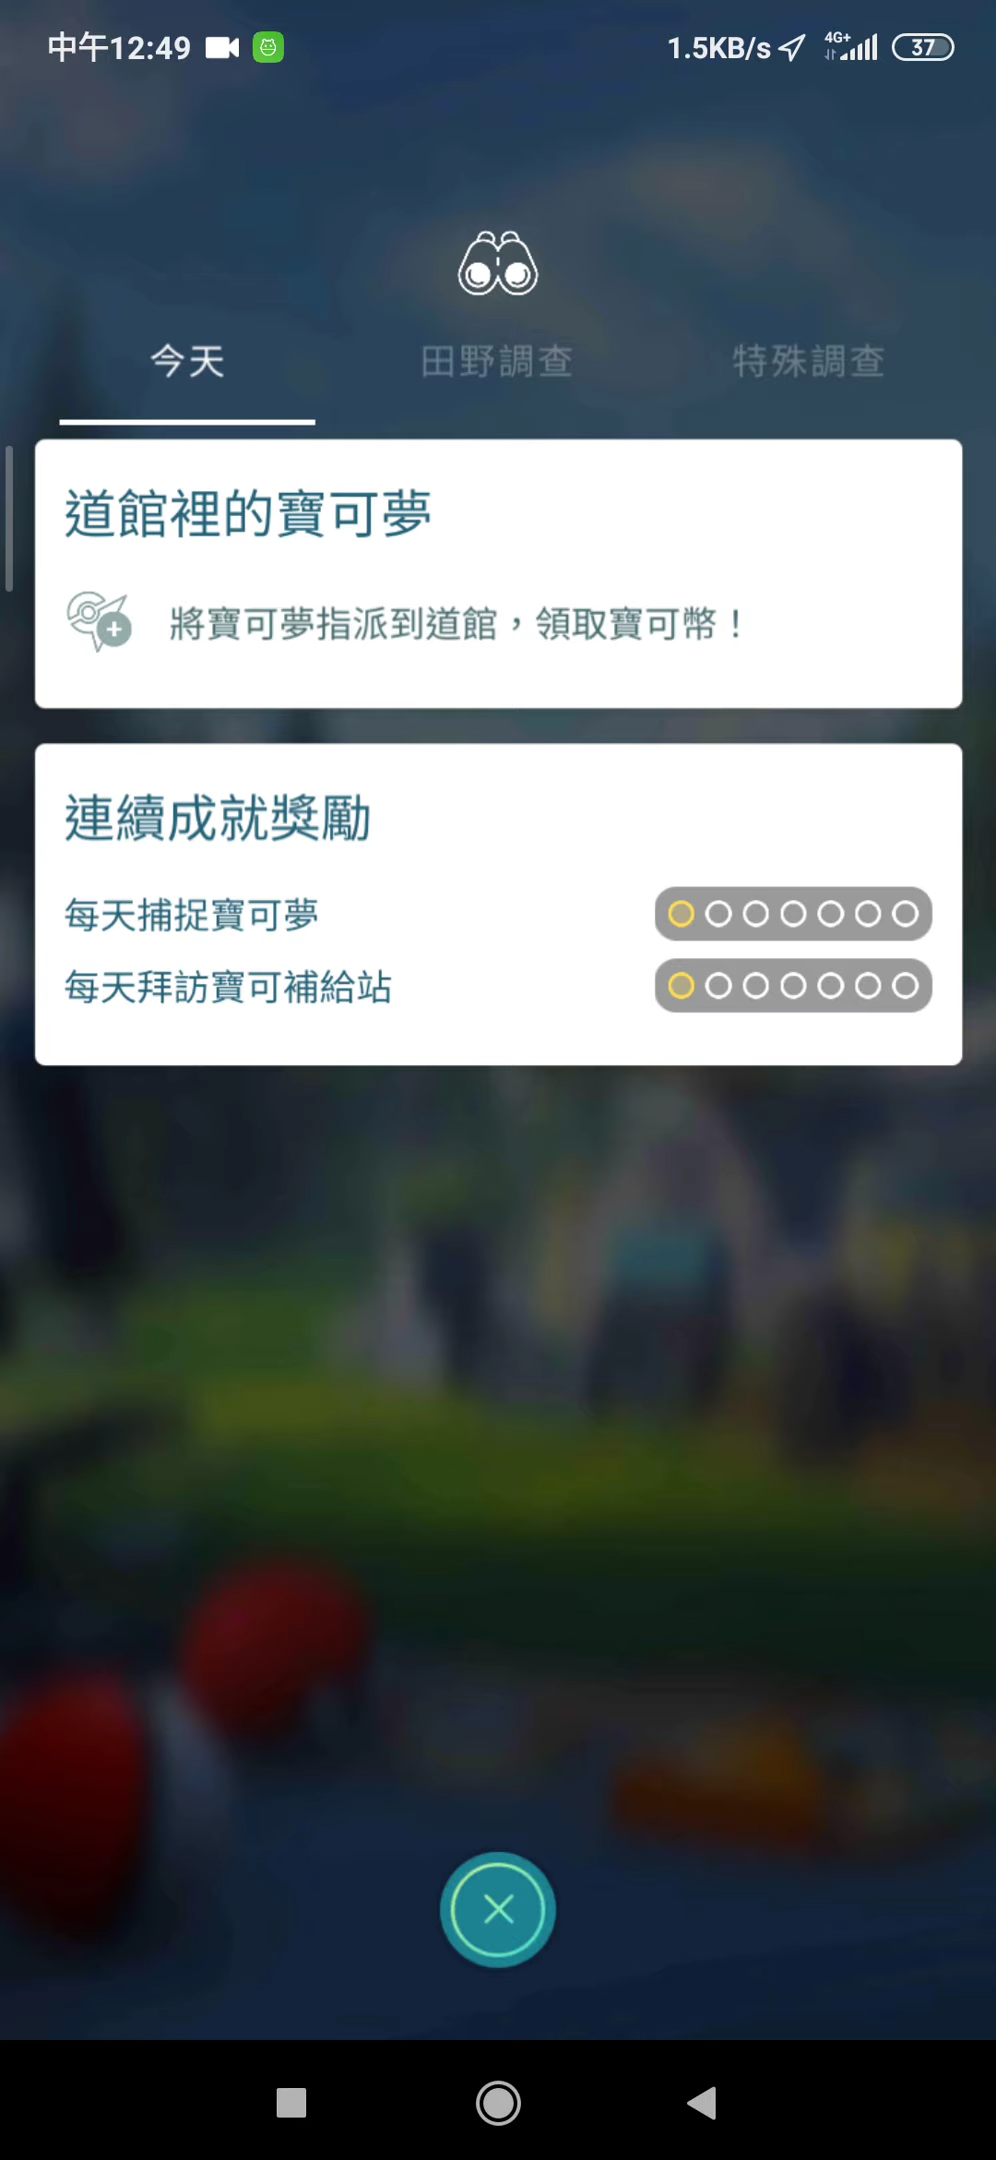 中午12:49
1.5KB/s 4G+ 37
今天 田野調查 特殊調查
道館裡的寶可夢
將寶可夢指派到道館，領取寶可幣！
連續成就獎勵
每天捕捉寶可夢
每天拜訪寶可補給站